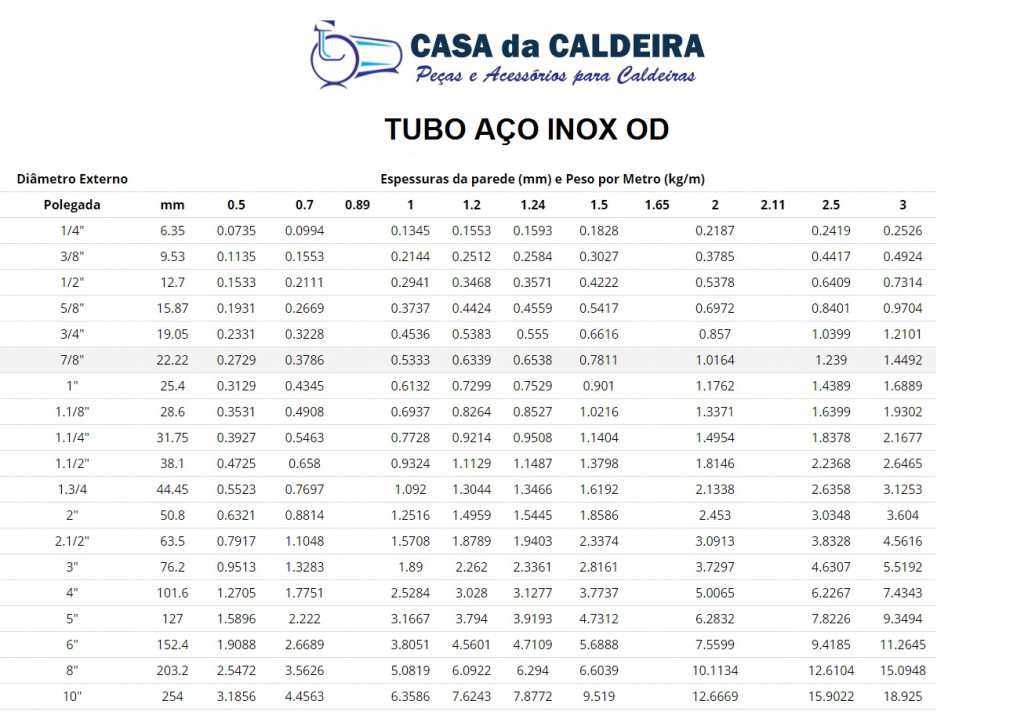 CASA da CALDEIRA
Peças e Acessórios para Caldeiras
TUBO AÇO INOX OD
Diâmetro Externo Espessuras da parede (mm) e Peso por Metro (kg/m)
Polegada mm 0.5 0.7 0.89 1 1.2 1.24 1.5 1.65 2 2.11 2.5 3
1/4" 6.35 0.0735 0.0994 0.1345 0.1553 0.1593 0.1828 0.2187 0.2419 0.2526
3/8" 9.53 0.1135 0.1553 0.2144 0.2512 0.2584 0.3027 0.3785 0.4417 0.4924
1/2" 12.7 0.1533 0.2111 0.2941 0.3468 0.3571 0.4222 0.5378 0.6409 0.7314
5/8" 15.87 0.1931 0.2669 0.3737 0.4424 0.4559 0.5417 0.6972 0.8401 0.9704
3/4" 19.05 0.2331 0.3228 0.4536 0.5383 0.555 0.6616 0.857 1.0399 1.2101
7/8" 22.22 0.2729 0.3786 0.5333 0.6339 0.6538 0.7811 1.0164 1.239 1.4492
1" 25.4 0.3129 0.4345 0.6132 0.7299 0.7529 0.901 1.1762 1.4389 1.6889
1.1/8" 28.6 0.3531 0.4908 0.6937 0.8264 0.8527 1.0216 1.3371 1.6399 1.9302
1.1/4" 31.75 0.3927 0.5463 0.7728 0.9214 0.9508 1.1404 1.4954 1.8378 2.1677
1.1/2" 38.1 0.4725 0.658 0.9324 1.1129 1.1487 1.3798 1.8146 2.2368 2.6465
1.3/4 44.45 0.5523 0.7697 1.092 1.3044 1.3466 1.6192 2.1338 2.6358 3.1253
2" 50.8 0.6321 0.8814 1.2516 1.4959 1.5445 1.8586 2.453 3.0348 3.604
2.1/2" 63.5 0.7917 1.1048 1.5708 1.8789 1.9403 2.3374 3.0913 3.8328 4.5616
3" 76.2 0.9513 1.3283 1.89 2.262 2.3361 2.8161 3.7297 4.6307 5.5192
4" 101.6 1.2705 1.7751 2.5284 3.028 3.1277 3.7737 5.0065 6.2267 7.4343
5" 127 1.5896 2.222 3.1667 3.794 3.9193 4.7312 6.2832 7.8226 9.3494
6" 152.4 1.9088 2.6689 3.8051 4.5601 4.7109 5.6888 7.5599 9.4185 11.2645
8" 203.2 2.5472 3.5626 5.0819 6.0922 6.294 6.6039 10.1134 12.6104 15.0948
10" 254 3.1856 4.4563 6.3586 7.6243 7.8772 9.519 12.6669 15.9022 18.925